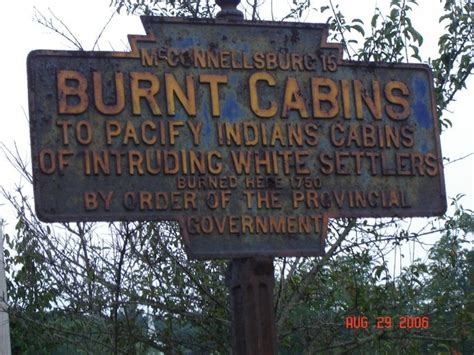 McCONNELLSBURG 15
BURNT CABINS
TO PACIFY INDIANS CABINS
OF INTRUDING WHITE SETTLERS
BURNED HERE 1750
BY ORDER OF THE PROVINCIAL
GOVERNMENT
AUG 29 2006